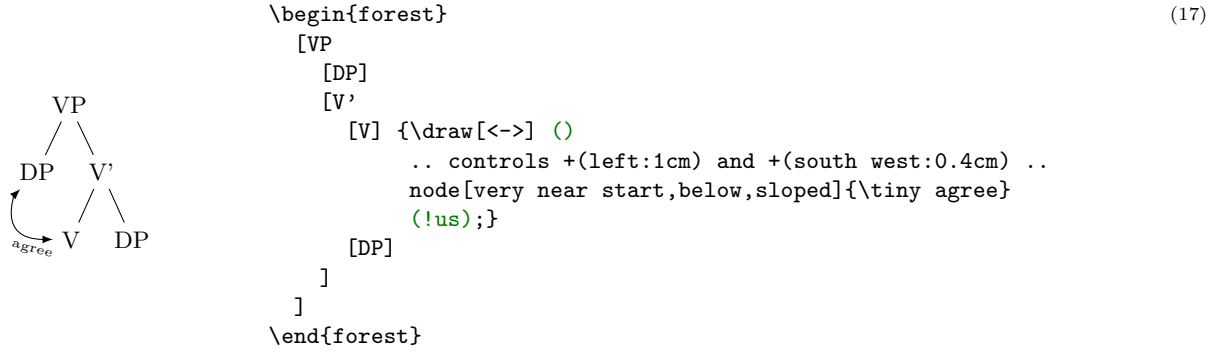 VP
DP V'
V DP
agree
\begin{forest} (17)
  [VP
    [DP]
    [V'
      [V] {\draw[<->] ()
           .. controls +(left:1cm) and +(south west:0.4cm) ..
           node[very near start,below,sloped]{\tiny agree}
           (!us);}
      [DP]
    ]
  ]
\end{forest}